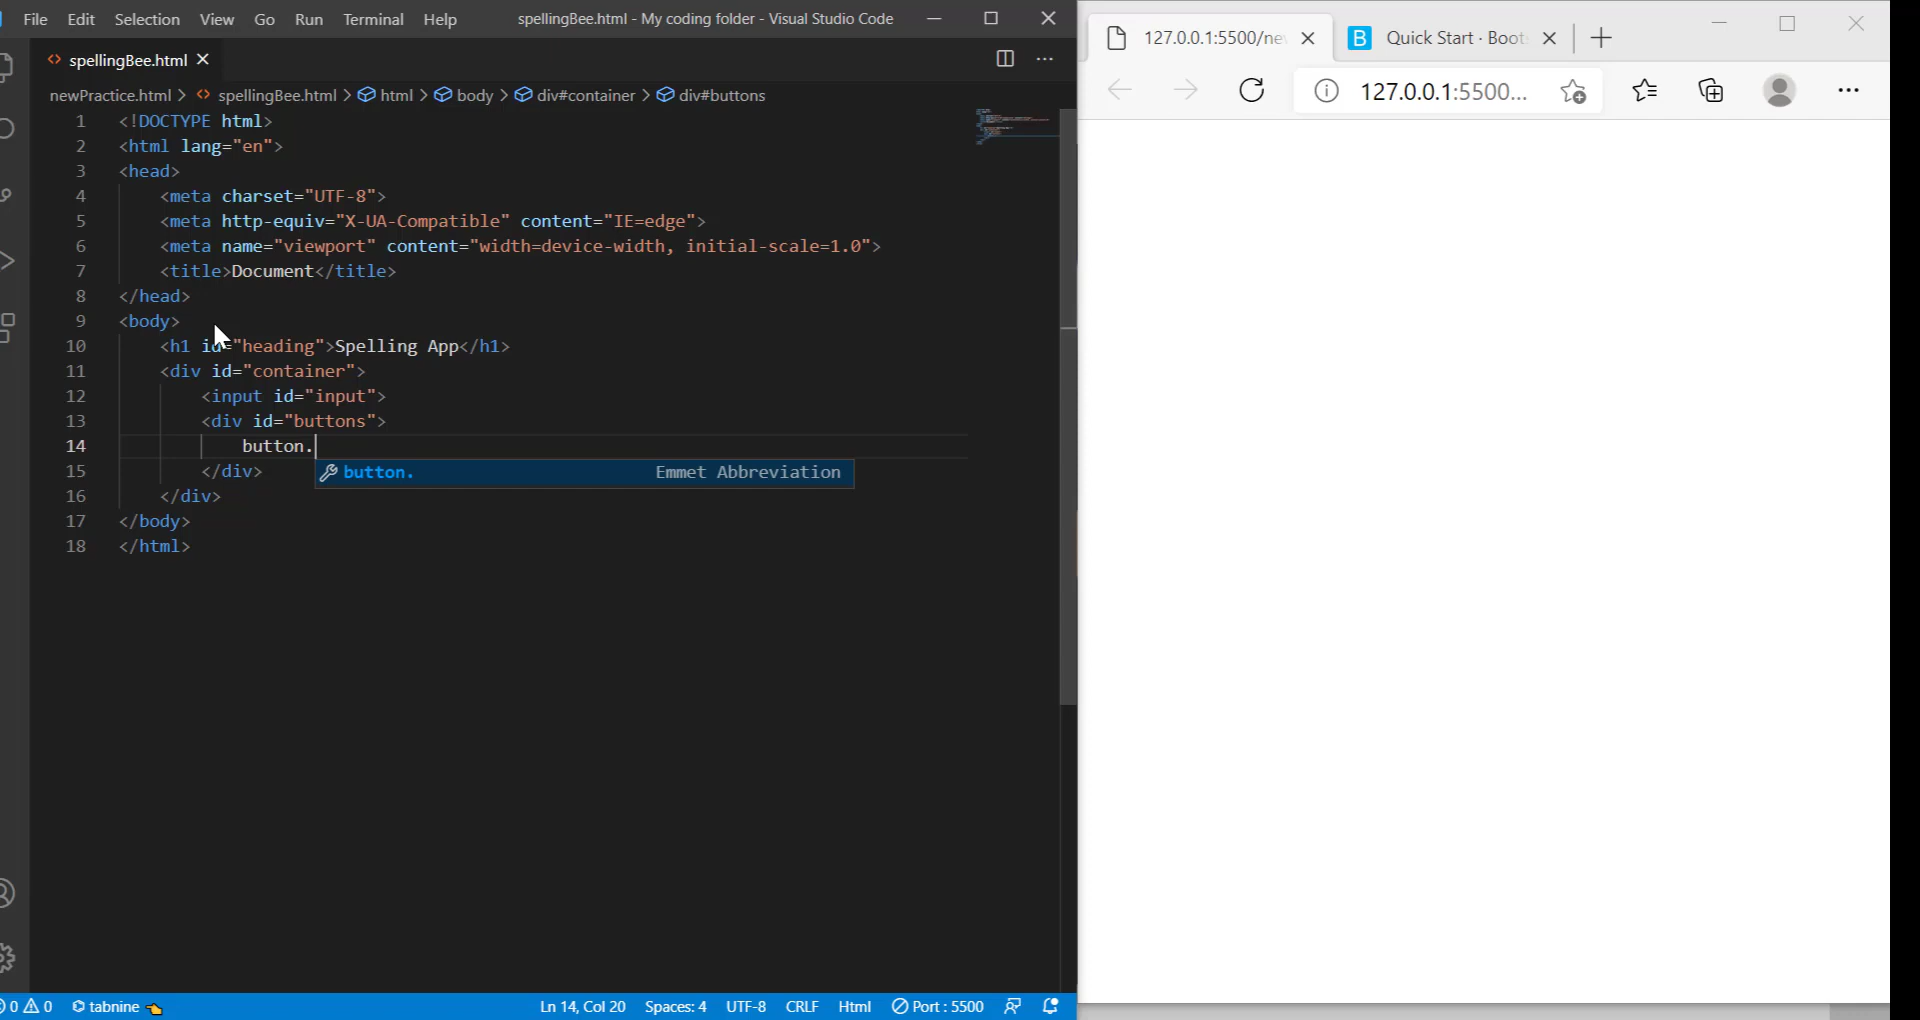 File Edit Selection View Go Run Terminal Help spellingBee.html - My coding folder - Visual Studio Code
spellingBee.html
newPractice.html > spellingBee.html > html > body > div#container > div#buttons
1 <!DOCTYPE html>
2 <html lang="en">
3 <head>
4 <meta charset="UTF-8">
5 <meta http-equiv="X-UA-Compatible" content="IE=edge">
6 <meta name="viewport" content="width=device-width, initial-scale=1.0">
7 <title>Document</title>
8 </head>
9 <body>
10 <h1 id="heading">Spelling App</h1>
11 <div id="container">
12 <input id="input">
13 <div id="buttons">
14 button.
button. Emmet Abbreviation
15 </div>
16 </div>
17 </body>
18 </html>
0 0 tabnine Ln 14, Col 20 Spaces: 4 UTF-8 CRLF Html Port : 5500
127.0.0.1:5500/ne Quick Start · Boot
127.0.0.1:5500...